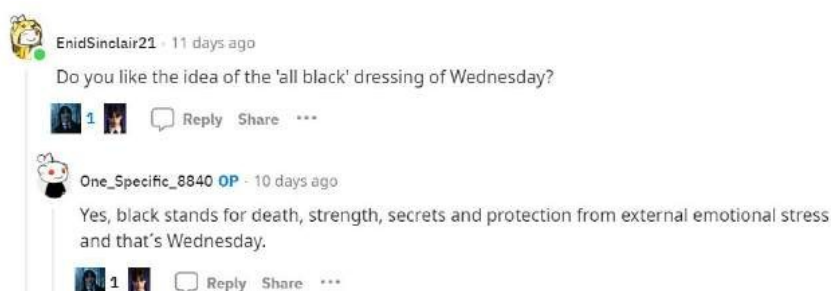 EnidSinclair21 · 11 days ago
Do you like the idea of the 'all black' dressing of Wednesday?
1 Reply Share ···
One_Specific_8840 OP · 10 days ago
Yes, black stands for death, strength, secrets and protection from external emotional stress
and that´s Wednesday.
1 Reply Share ···